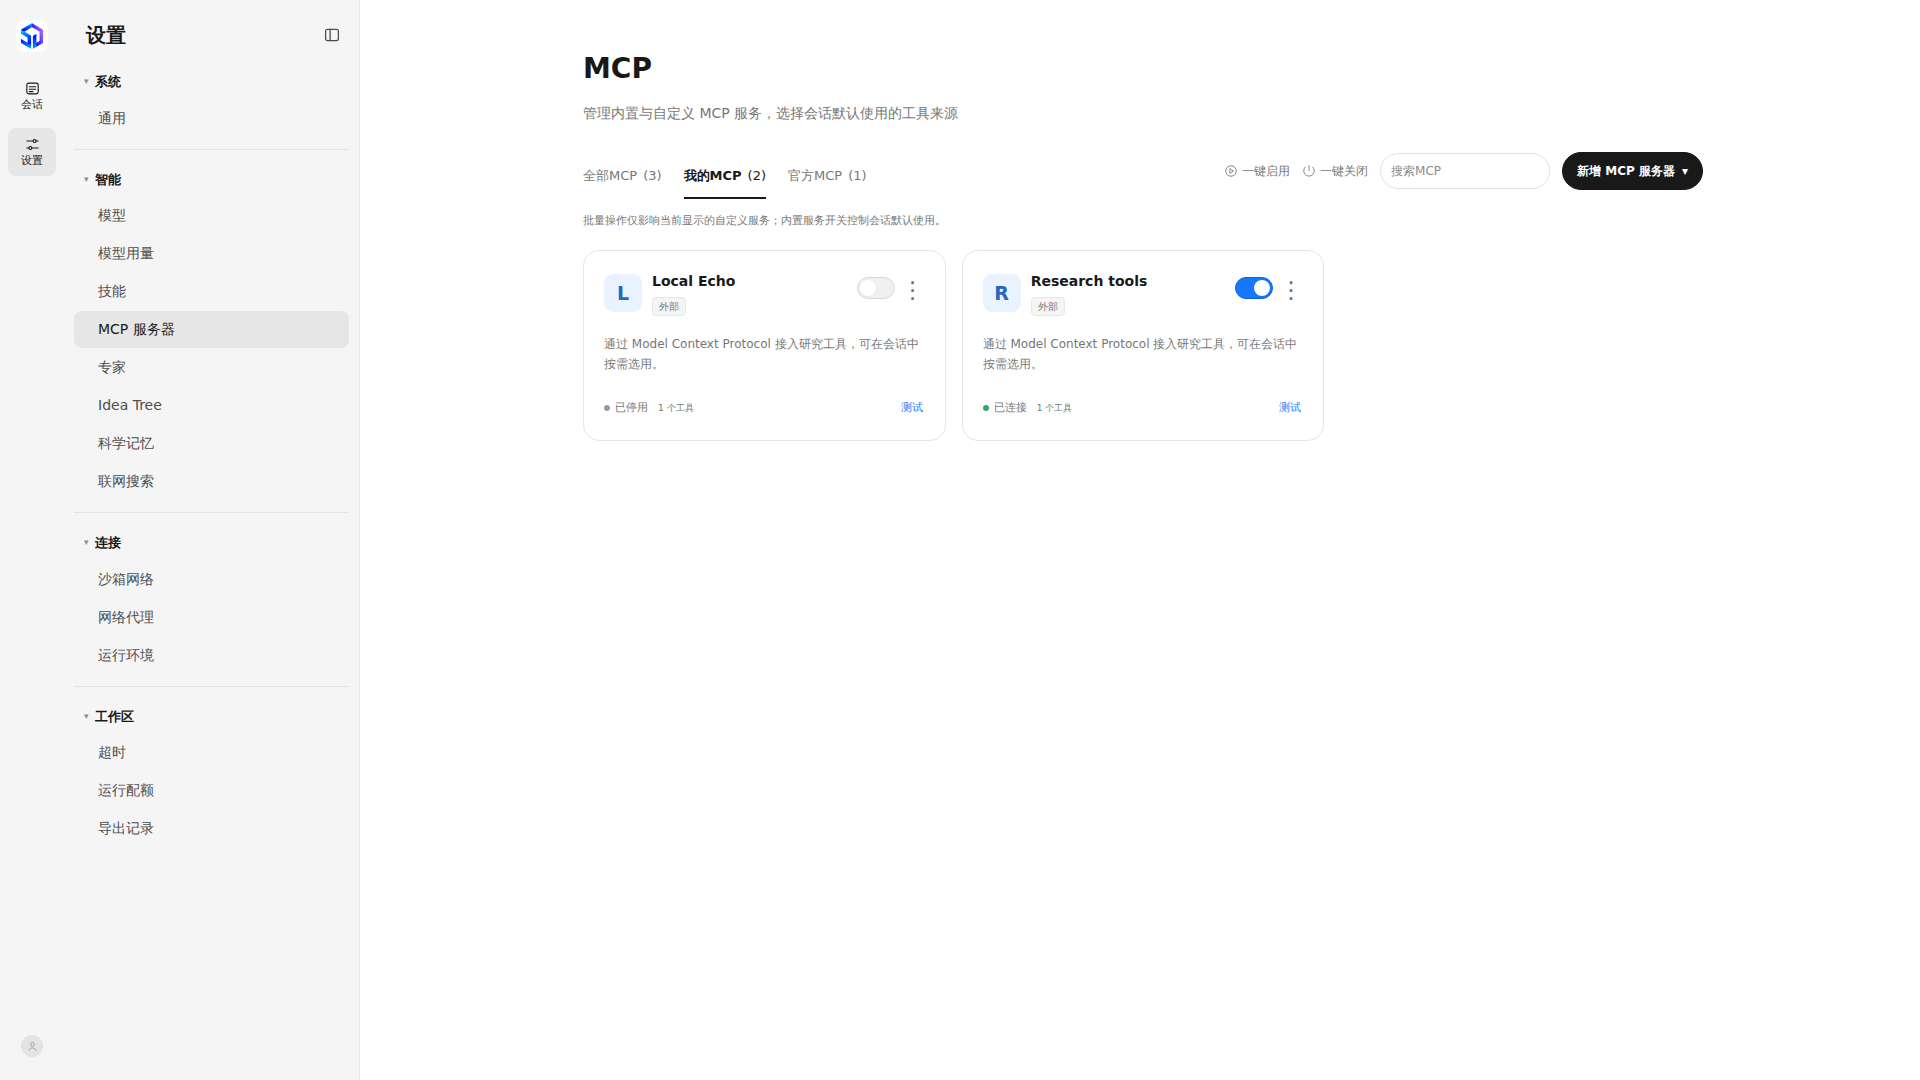 设置
会话
设置
系统
通用
智能
模型
模型用量
技能
MCP 服务器
专家
Idea Tree
科学记忆
联网搜索
连接
沙箱网络
网络代理
运行环境
工作区
超时
运行配额
导出记录
MCP
管理内置与自定义 MCP 服务，选择会话默认使用的工具来源
全部MCP (3) 我的MCP (2) 官方MCP (1)
一键启用 一键关闭 搜索MCP 新增 MCP 服务器
批量操作仅影响当前显示的自定义服务；内置服务开关控制会话默认使用。
L
Local Echo
外部
通过 Model Context Protocol 接入研究工具，可在会话中
按需选用。
已停用 1 个工具 测试
R
Research tools
外部
通过 Model Context Protocol 接入研究工具，可在会话中
按需选用。
已连接 1 个工具 测试